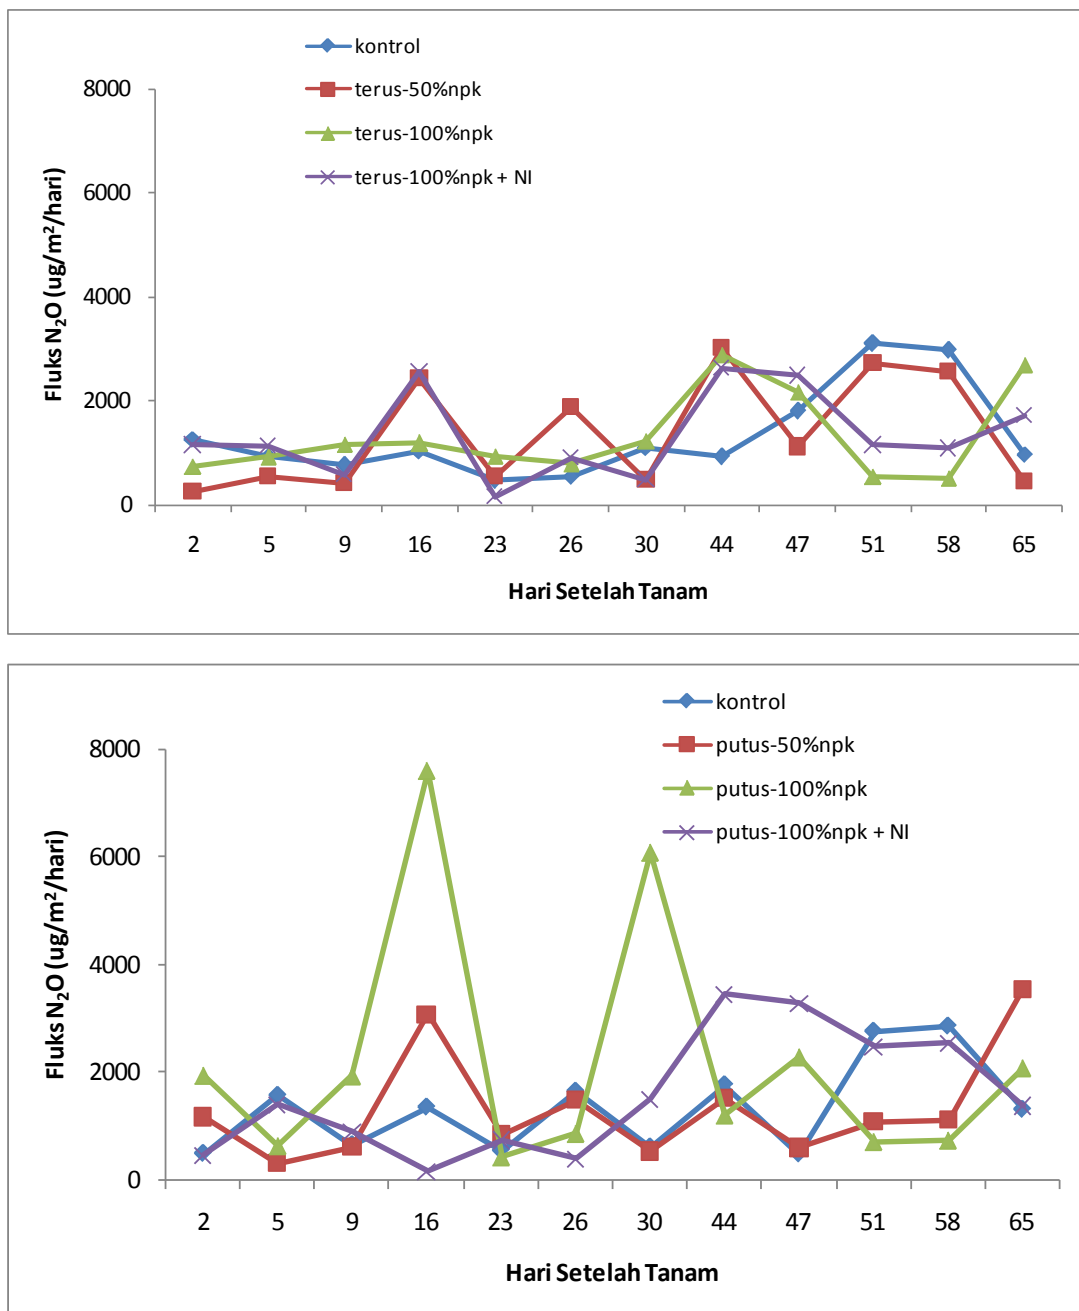 kontrol
terus-50%npk
terus-100%npk
terus-100%npk + NI
8000
6000
4000
2000
0
Fluks N₂O (ug/m²/hari)
2 5 9 16 23 26 30 44 47 51 58 65
Hari Setelah Tanam
kontrol
putus-50%npk
putus-100%npk
putus-100%npk + NI
8000
6000
4000
2000
0
Fluks N₂O (ug/m²/hari)
2 5 9 16 23 26 30 44 47 51 58 65
Hari Setelah Tanam